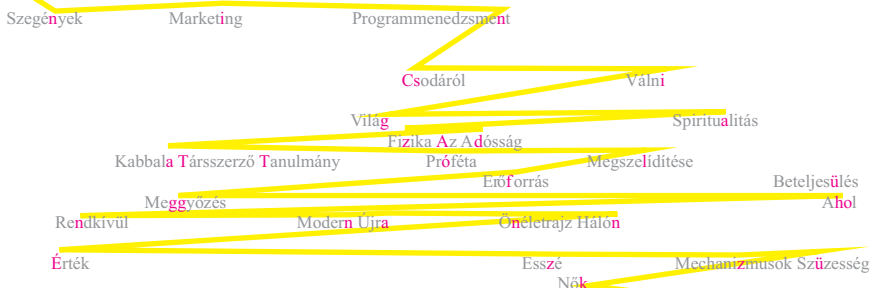 Szegények Marketing Programmenedzsment
Csodáról Válni
Világ Spiritualitás
Fizika Az Adósság
Kabbala Társszerző Tanulmány Próféta Megszelídítése
Erőforrás Beteljesülés
Meggyőzés Ahol
Rendkívül Modern Újra Önéletrajz Hálón
Érték Esszé Mechanizmusok Szüzesség
Nők